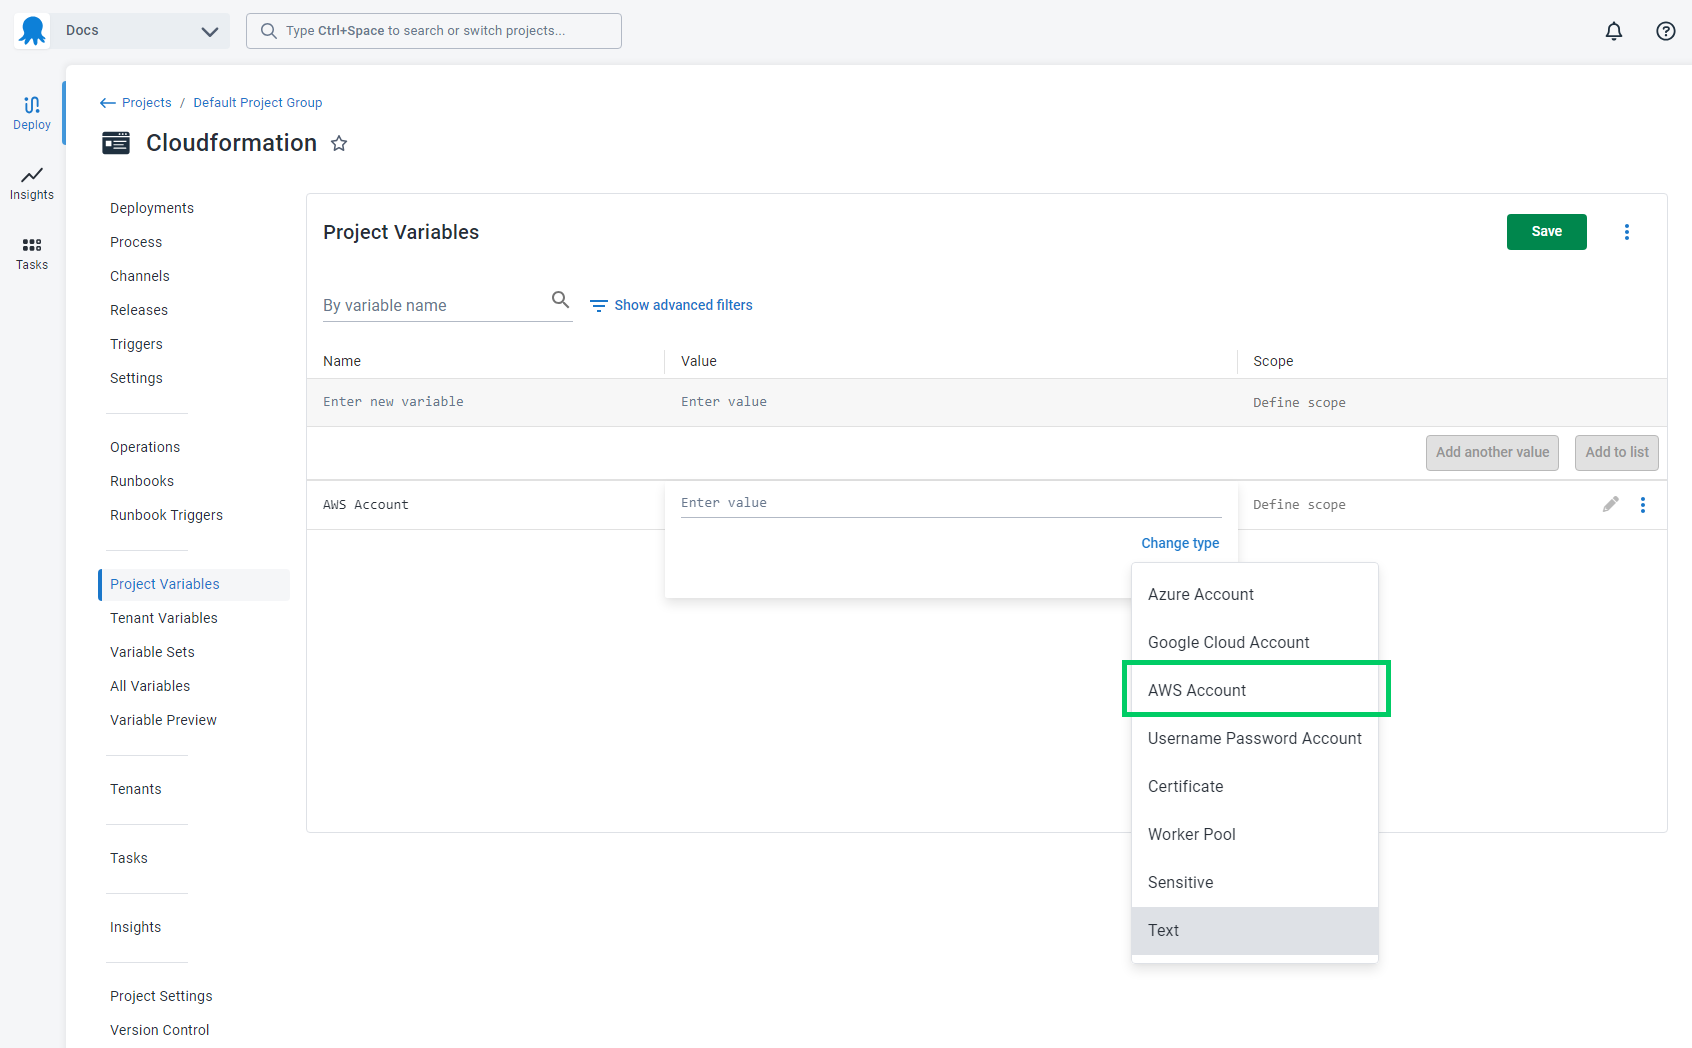 Docs
Type Ctrl+Space to search or switch projects...
Deploy
Insights
Tasks
Projects / Default Project Group
Cloudformation
Deployments
Process
Channels
Releases
Triggers
Settings
Operations
Runbooks
Runbook Triggers
Project Variables
Tenant Variables
Variable Sets
All Variables
Variable Preview
Tenants
Tasks
Insights
Project Settings
Version Control
Project Variables
Save
By variable name
Show advanced filters
Name Value Scope
Enter new variable Enter value Define scope
Add another value Add to list
AWS Account Enter value Define scope
Change type
Azure Account
Google Cloud Account
AWS Account
Username Password Account
Certificate
Worker Pool
Sensitive
Text